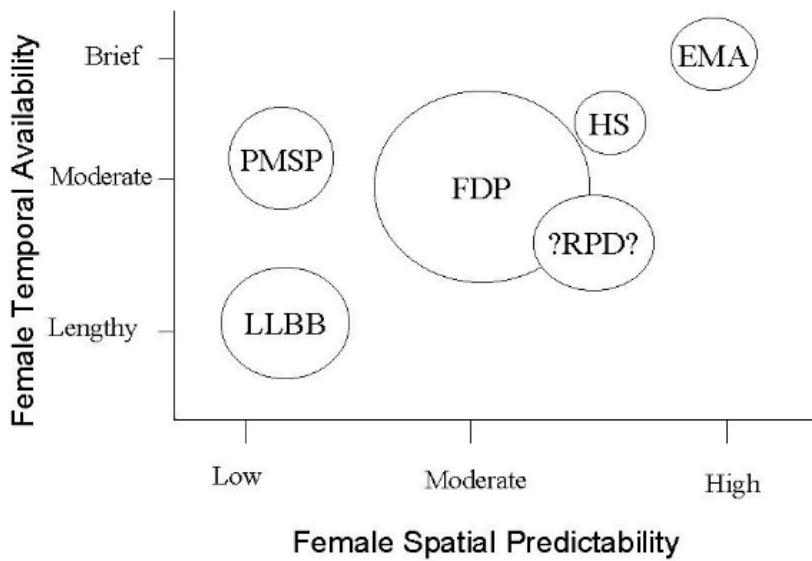 Female Temporal Availability
Brief
Moderate
Lengthy
EMA
HS
PMSP
FDP
?RPD?
LLBB
Low
Moderate
High
Female Spatial Predictability